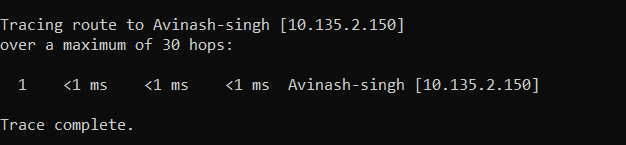 Tracing route to Avinash-singh [10.135.2.150]
over a maximum of 30 hops:
1    <1 ms    <1 ms    <1 ms  Avinash-singh [10.135.2.150]
Trace complete.